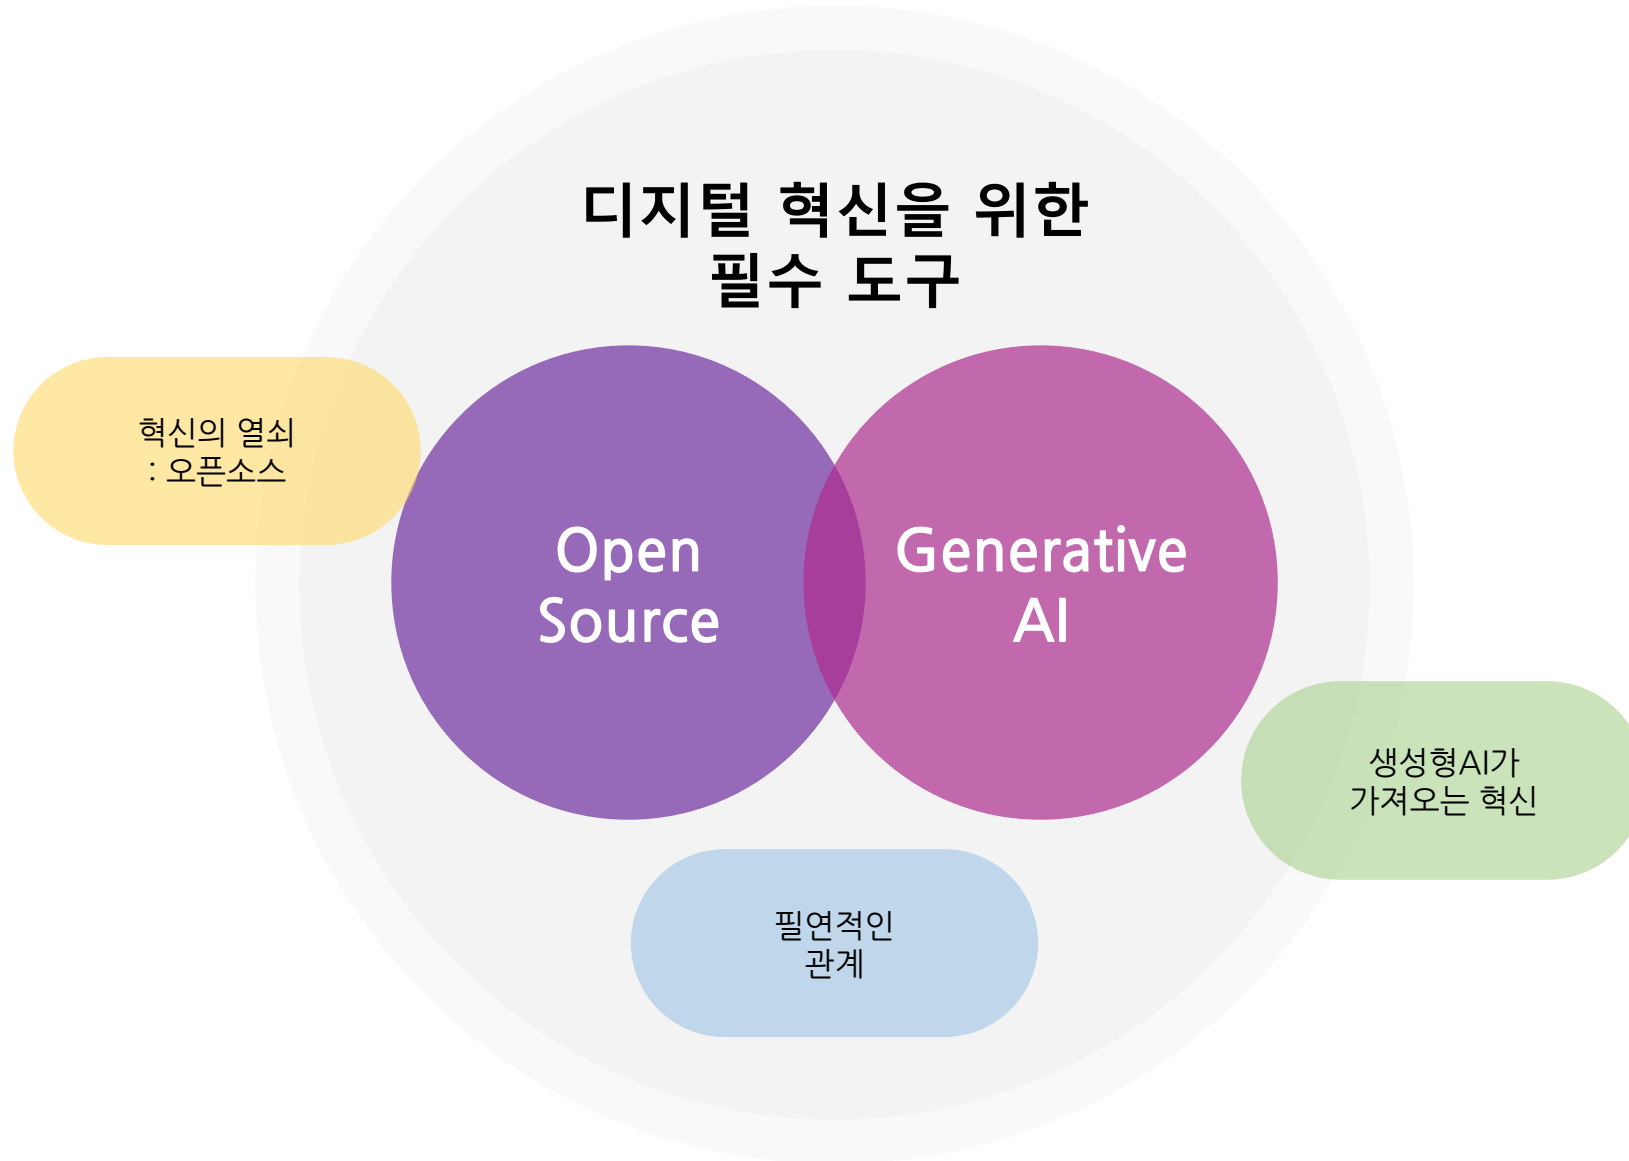 디지털 혁신을 위한
필수 도구
혁신의 열쇠
: 오픈소스
Open
Source
Generative
AI
생성형AI가
가져오는 혁신
필연적인
관계